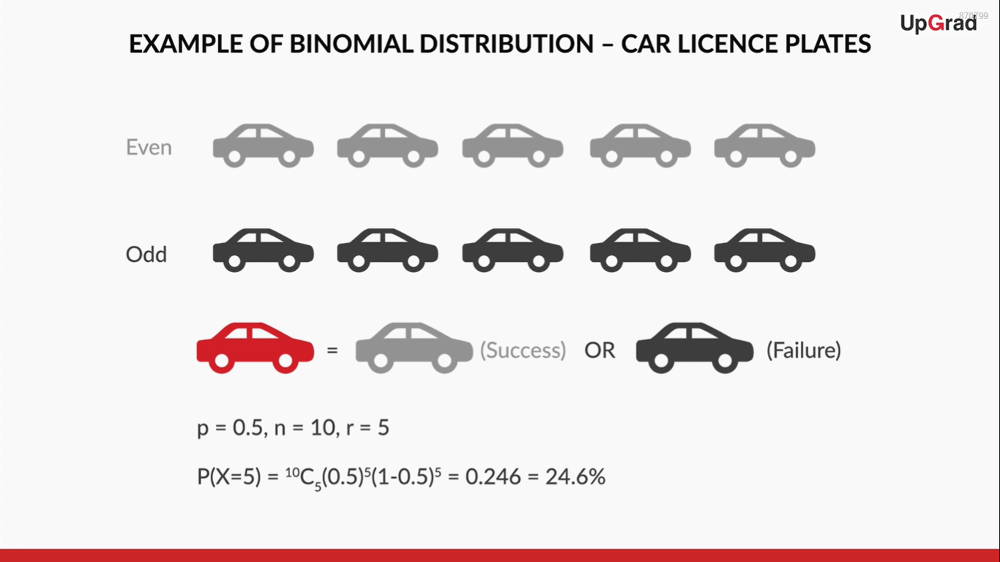 UpGrad
870799
EXAMPLE OF BINOMIAL DISTRIBUTION – CAR LICENCE PLATES
Even
Odd
= (Success) OR (Failure)
p = 0.5, n = 10, r = 5
P(X=5) = ¹⁰C₅(0.5)⁵(1-0.5)⁵ = 0.246 = 24.6%